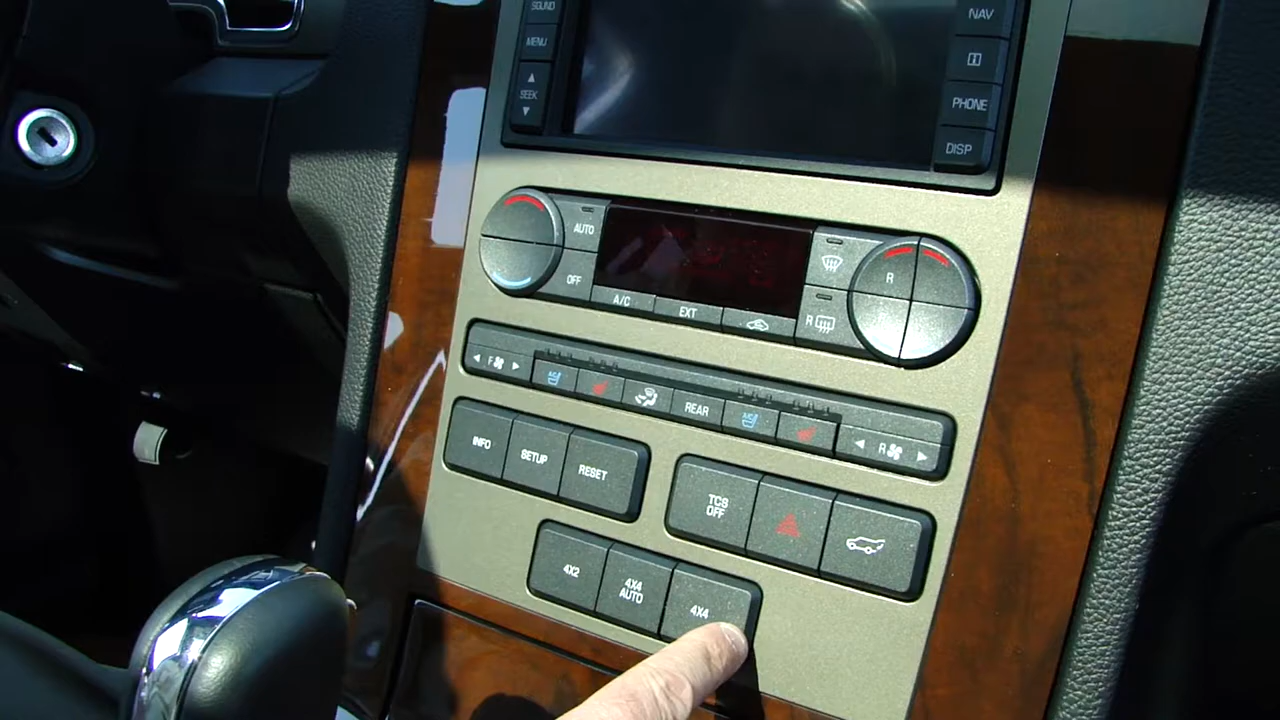 SOUND
MENU
SEEK
NAV
PHONE
DISP
AUTO
OFF
A/C
EXT
R
R
F
REAR
R
INFO
SETUP
RESET
TCS
OFF
4X2
4X4
AUTO
4X4